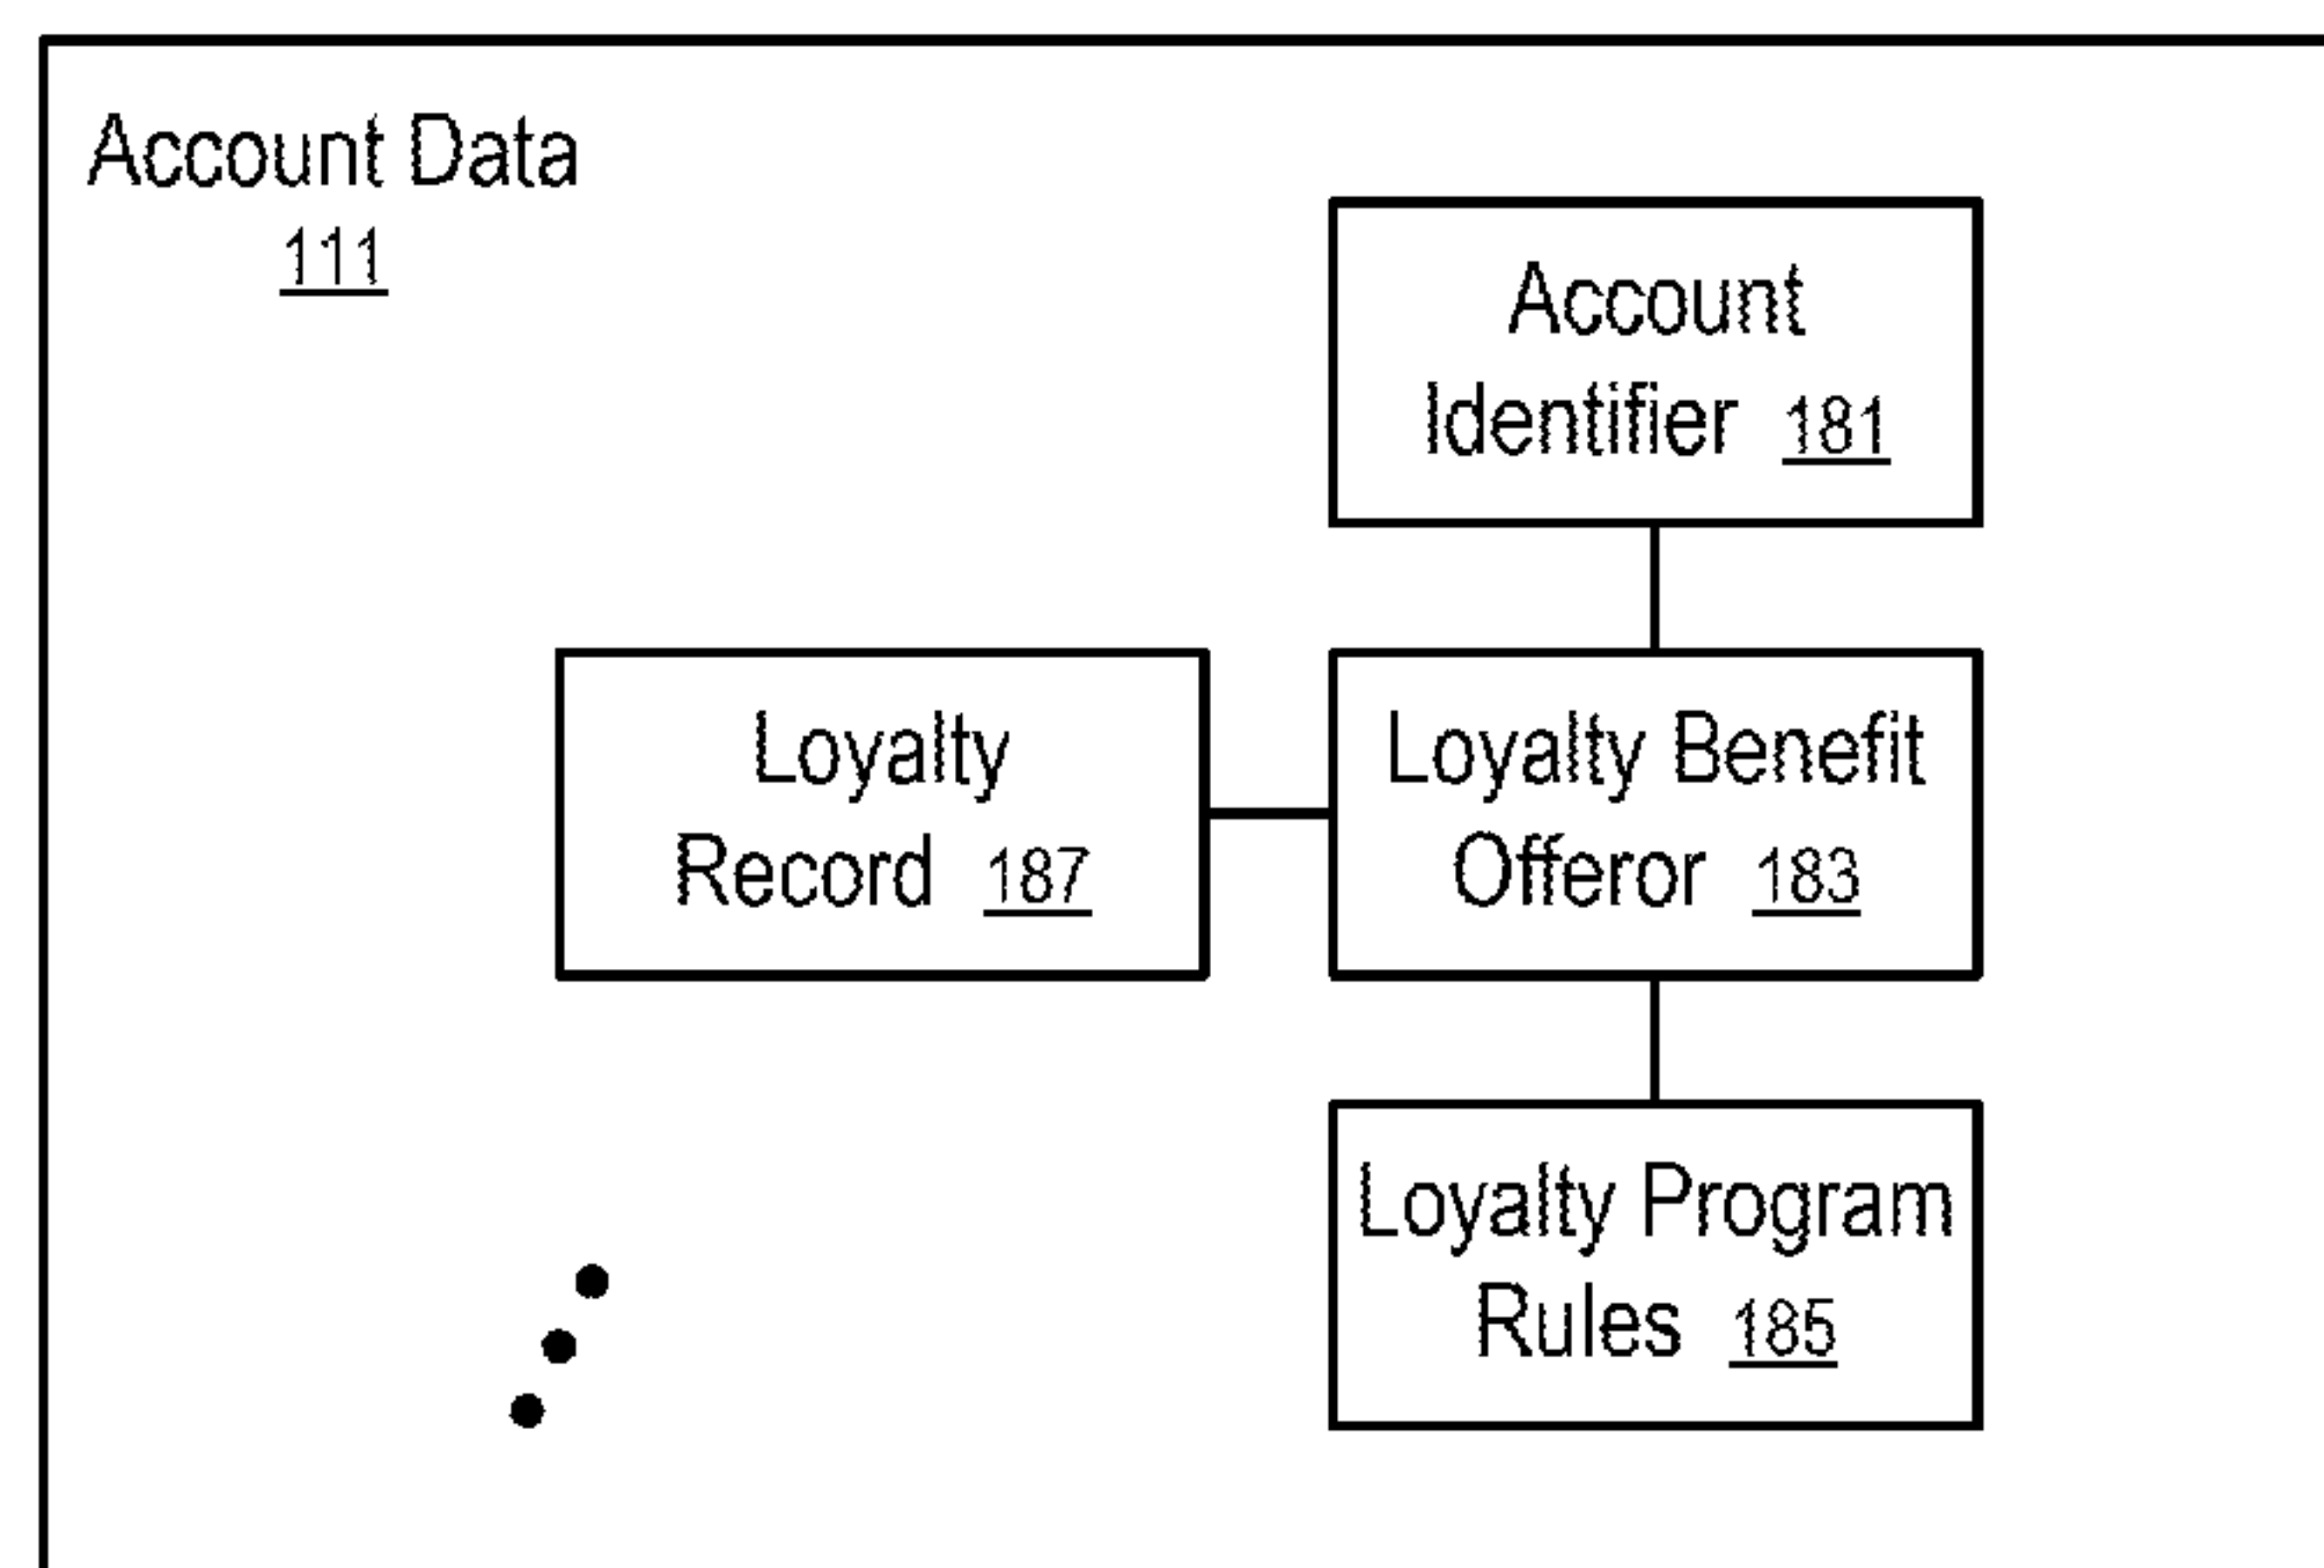 Account Data
111
Account
Identifier 181
Loyalty
Record 187
Loyalty Benefit
Offeror 183
Loyalty Program
Rules 185